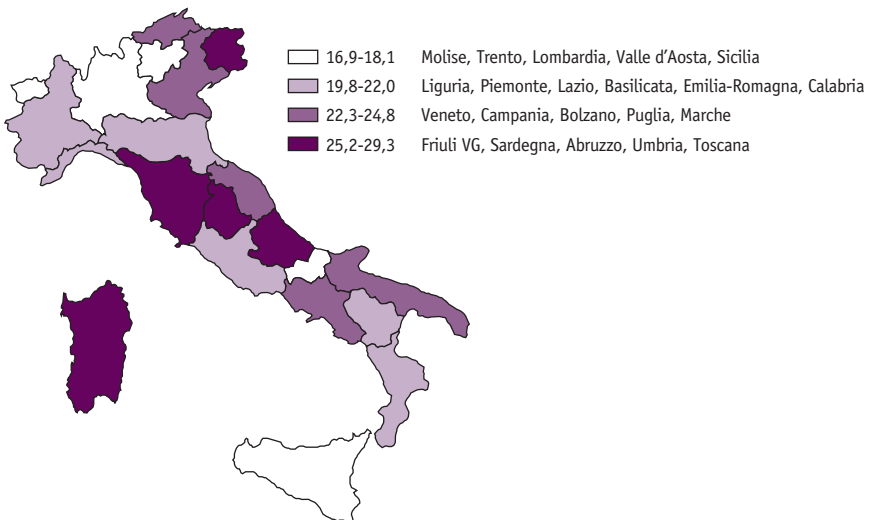 16,9-18,1 Molise, Trento, Lombardia, Valle d'Aosta, Sicilia
19,8-22,0 Liguria, Piemonte, Lazio, Basilicata, Emilia-Romagna, Calabria
22,3-24,8 Veneto, Campania, Bolzano, Puglia, Marche
25,2-29,3 Friuli VG, Sardegna, Abruzzo, Umbria, Toscana